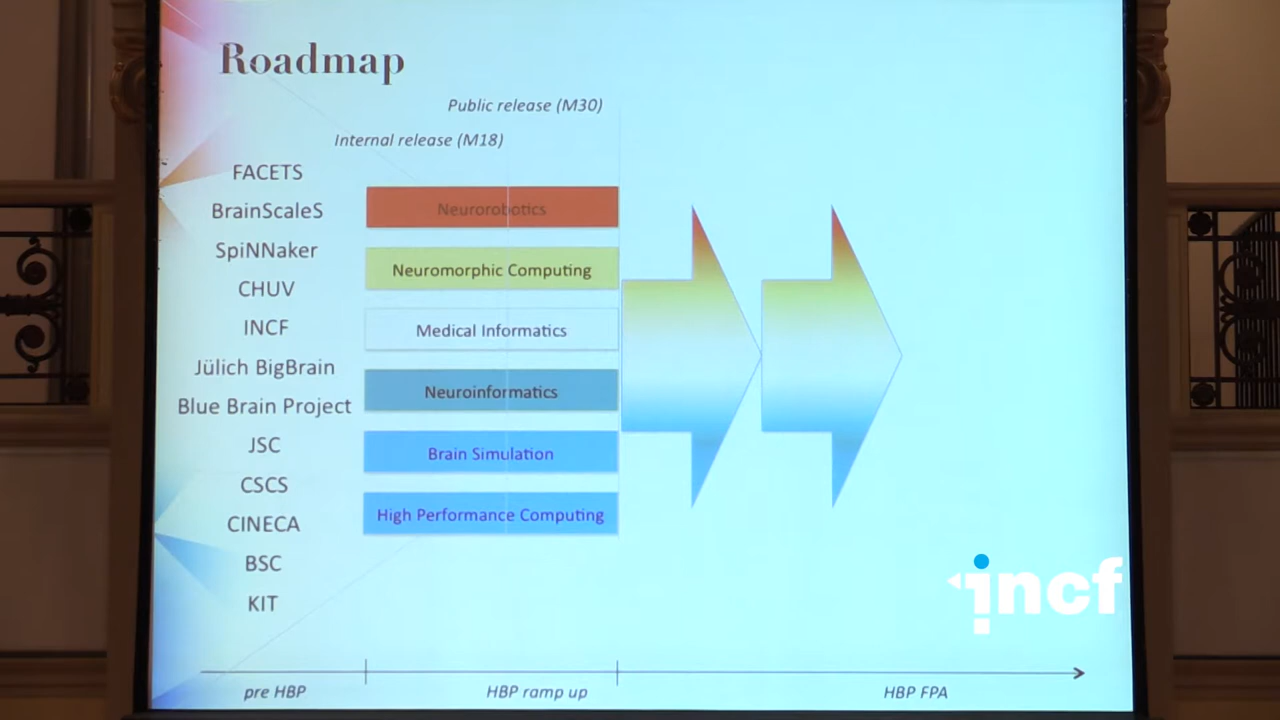 Roadmap
Public release (M30)
Internal release (M18)
FACETS
BrainScaleS
SpiNNaker
CHUV
INCF
Jülich BigBrain
Blue Brain Project
JSC
CSCS
CINECA
BSC
KIT
Neurorobotics
Neuromorphic Computing
Medical Informatics
Neuroinformatics
Brain Simulation
High Performance Computing
incf
pre HBP
HBP ramp up
HBP FPA